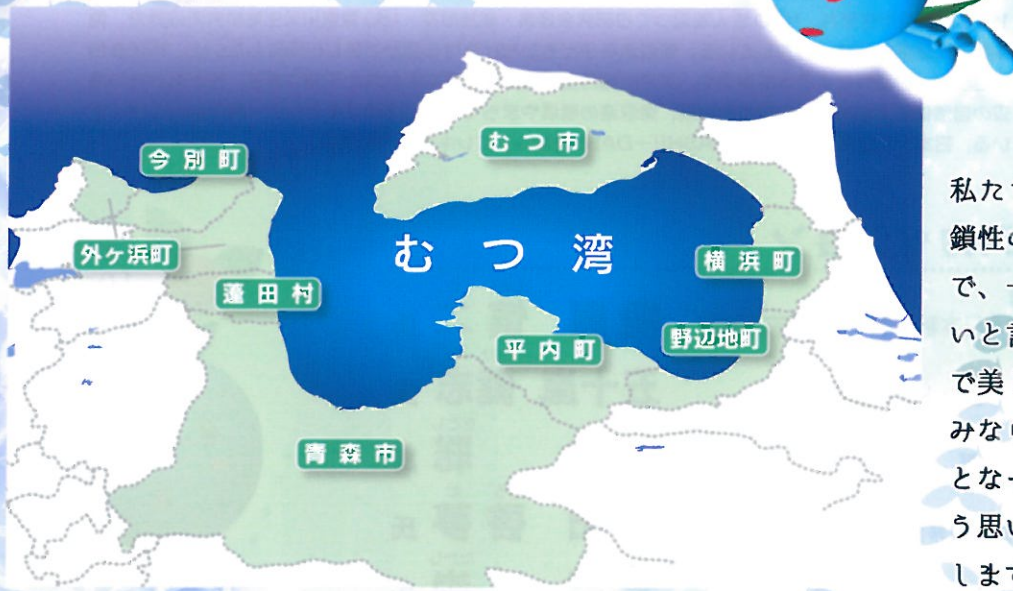 今別町
むつ市
外ヶ浜町
蓬田村
むつ湾
横浜町
平内町
野辺地町
青森市
私た
鎖性
で、
いと
で美
みな
とな
う思い
します